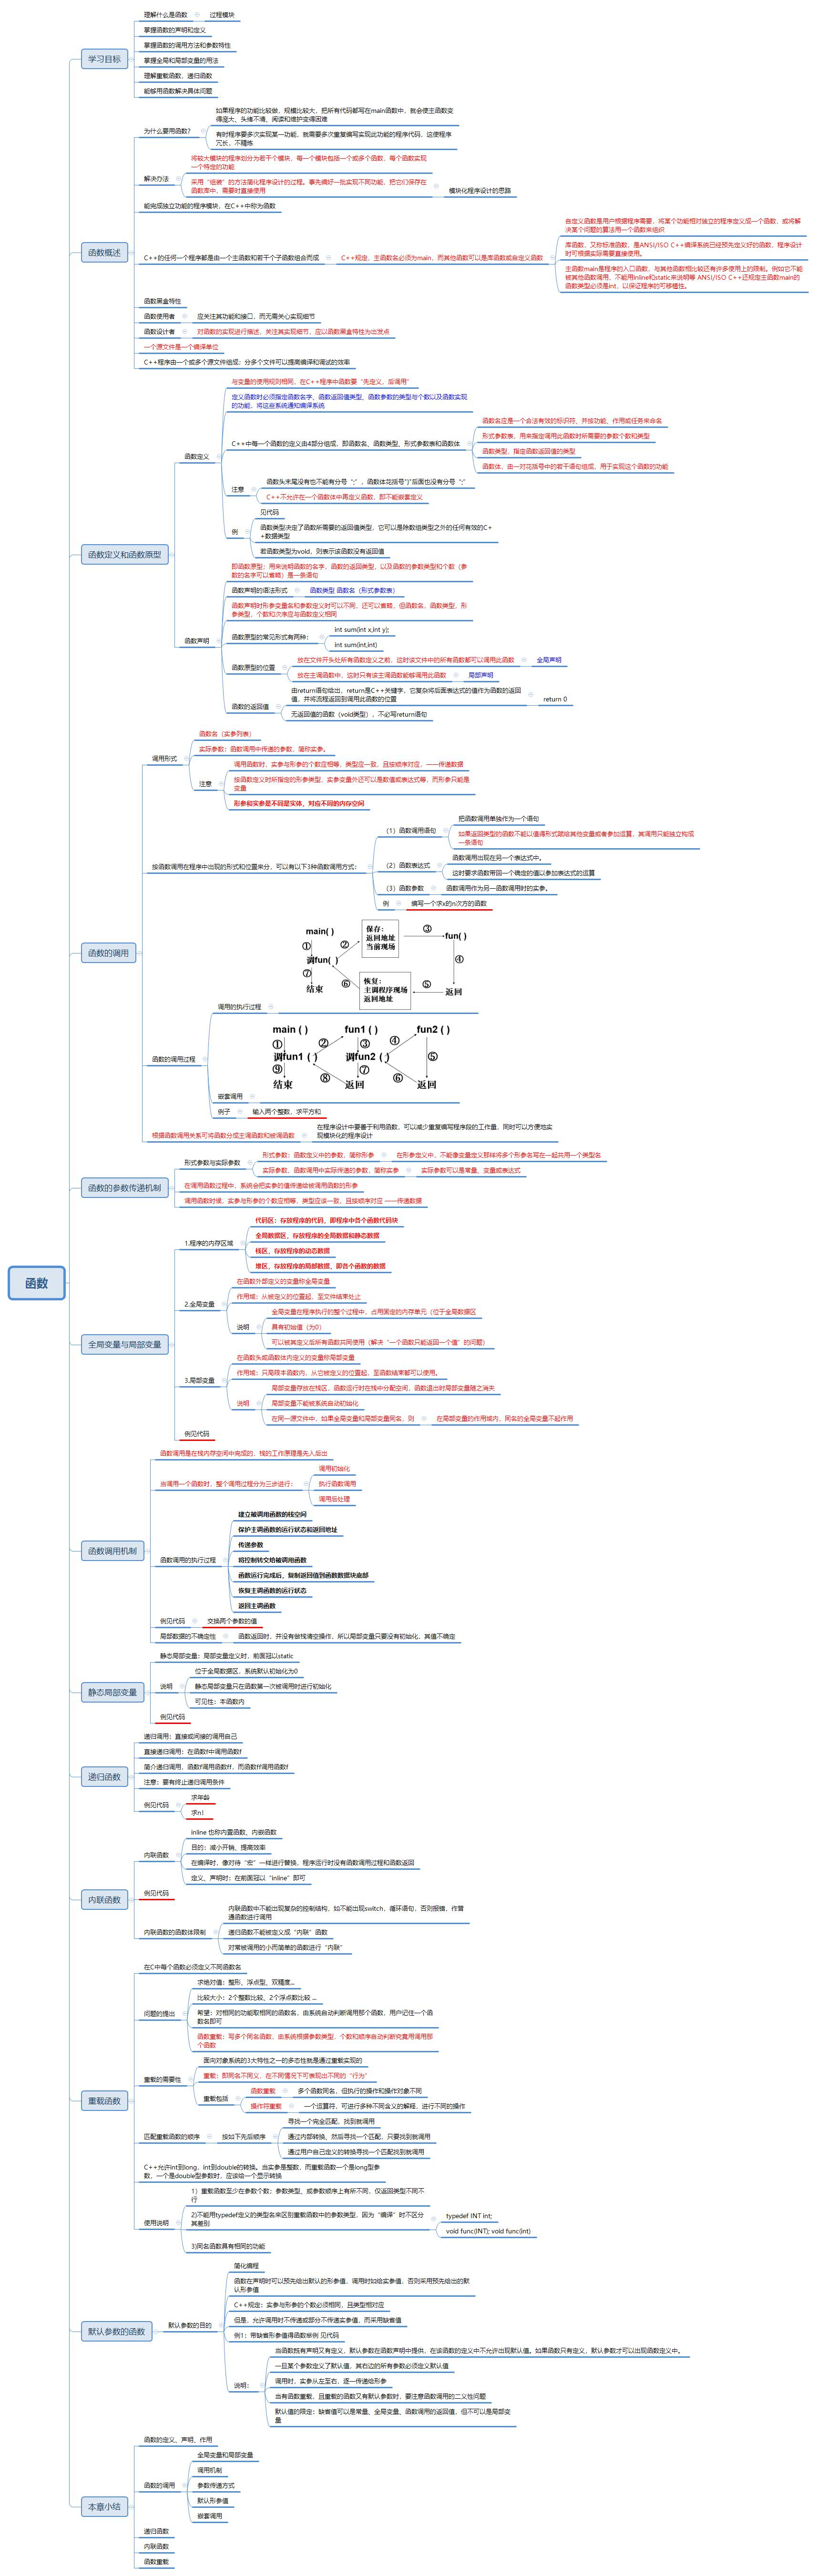 函数
学习目标
理解什么是函数
过程模块
掌握函数的声明和定义
掌握函数的调用方法和参数特性
掌握全局和局部变量的用法
理解重载函数，递归函数
能够用函数解决具体问题
函数概述
为什么要用函数?
如果程序的功能比较做，规模比较大，把所有代码都写在main函数中，就会使主函数变
得庞大、头绪不清，阅读和维护变得困难
有时程序要多次实现某一功能，就需要多次重复编写实现此功能的程序代码，这使程序
冗长，不精炼
解决办法
将较大模块的程序划分为若干个模块，每一个模块包括一个或多个函数，每个函数实现
一个特定的功能
采用“组装”的方法简化程序设计的过程。事先编好一批实现不同功能，把它们保存在
函数库中，需要时直接使用
模块化程序设计的思路
能完成独立功能的程序模块，在C++中称为函数
C++的任何一个程序都是由一个主函数和若干个子函数组合而成
C++规定，主函数名必须为main，而其他函数可以是库函数或自定义函数
自定义函数是用户根据程序需要，将某个功能相对独立的程序定义成一个函数，或将解
决某个问题的算法用一个函数来组织
库函数，又称标准函数，是ANSI/ISO C++编译系统已经预先定义好的函数，程序设计
时可根据实际需要直接使用。
主函数main是程序的入口函数，与其他函数相比较还有许多使用上的限制。例如它不能
被其他函数调用，不能用inline和static来说明等 ANSI/ISO C++还规定主函数main的
函数类型必须是int，以保证程序的可移植性。
函数黑盒特性
函数使用者
应关注其功能和接口，而无需关心实现细节
函数设计者
对函数的实现进行描述，关注其实现细节，应以函数黑盒特性为出发点
一个源文件是一个编译单位
C++程序由一个或多个源文件组成；分多个文件可以提高编译和调试的效率
函数定义和函数原型
函数定义
与变量的使用规则相同，在C++程序中函数要“先定义，后调用”
定义函数时必须指定函数名字、函数返回值类型、函数参数的类型与个数以及函数实现
的功能，将这些系统通知编译系统
C++中每一个函数的定义由4部分组成，即函数名、函数类型、形式参数表和函数体
函数名应是一个合法有效的标识符，并按功能、作用或任务来命名
形式参数表，用来指定调用此函数时所需要的参数个数和类型
函数类型，指定函数返回值的类型
函数体，由一对花括号中的若干语句组成，用于实现这个函数的功能
注意
函数头末尾没有也不能有分号“;”，函数体花括号“}”后面也没有分号“;”
C++不允许在一个函数体中再定义函数，即不能嵌套定义
例
见代码
函数类型决定了函数所需要的返回值类型，它可以是除数组类型之外的任何有效的C+
+数据类型
若函数类型为void，则表示该函数没有返回值
函数声明
即函数原型：用来说明函数的名字、函数的返回类型，以及函数的参数类型和个数（参
数的名字可以省略）是一条语句
函数声明的语法形式
函数类型 函数名（形式参数表）
函数声明时形参变量名和参数定义时可以不同，还可以省略，但函数名，函数类型，形
参类型，个数和次序应与函数定义相同
函数原型的常见形式有两种：
int sum(int x,int y);
int sum(int,int)
函数原型的位置
放在文件开头处所有函数定义之前，这时该文件中的所有函数都可以调用此函数
全局声明
放在主调函数中，这时只有该主调函数能够调用此函数
局部声明
函数的返回值
由return语句给出，return是C++关键字，它复杂将后面表达式的值作为函数的返回
值，并将流程返回到调用此函数的位置
return 0
无返回值的函数（void类型），不必写return语句
函数的调用
调用形式
函数名（实参列表）
实际参数：函数调用中传递的参数，简称实参。
注意
调用函数时，实参与形参的个数应相等，类型应一致，且按顺序对应，——传递数据
按函数定义时所指定的形参类型，实参变量外还可以是数值或表达式等，而形参只能是
变量
形参和实参是不同是实体，对应不同的内存空间
按函数调用在程序中出现的形式和位置来分，可以有以下3种函数调用方式：
（1）函数调用语句
把函数调用单独作为一个语句
如果返回类型的函数不能以值得形式赋给其他变量或者参加运算，其调用只能独立构成
一条语句
（2）函数表达式
函数调用出现在另一个表达式中。
这时要求函数带回一个确定的值以参加表达式的运算
（3）函数参数
函数调用作为另一函数调用时的实参。
例
编写一个求x的n次方的函数
函数的调用过程
调用的执行过程
main( )
①
调fun( )
⑦
结束
②
保存：
返回地址
当前现场
③
fun( )
④
返回
⑤
恢复：
主调程序现场
返回地址
⑥
嵌套调用
main ( )
fun1 ( )
fun2 ( )
①
②
③
④
⑤
调fun1 ( )
调fun2 ( )
⑨
⑧
⑦
⑥
结束
返回
返回
例子
输入两个整数，求平方和
根据函数调用关系可将函数分成主调函数和被调函数
在程序设计中要善于利用函数，可以减少重复编写程序段的工作量，同时可以方便地实
现模块化的程序设计
函数的参数传递机制
形式参数与实际参数
形式参数：函数定义中的参数，简称形参
在形参定义中，不能像变量定义那样将多个形参名写在一起共用一个类型名
实际参数，函数调用中实际传递的参数，简称实参
实际参数可以是常量、变量或表达式
在调用函数过程中，系统会把实参的值传递给被调用函数的形参
调用函数时候，实参与形参的个数应相等，类型应该一致，且按顺序对应 ——传递数据
全局变量与局部变量
1.程序的内存区域
代码区：存放程序的代码，即程序中各个函数代码块
全局数据区，存放程序的全局数据和静态数据
栈区，存放程序的动态数据
堆区，存放程序的局部数据，即各个函数的数据
2.全局变量
在函数外部定义的变量称全局变量
作用域：从被定义的位置起，至文件结束处止
说明
全局变量在程序执行的整个过程中，占用固定的内存单元（位于全局数据区
具有初始值（为0）
可以被其定义后所有函数共同使用（解决“一个函数只能返回一个值”的问题）
3.局部变量
在函数头或函数体内定义的变量称局部变量
作用域：只局限本函数内，从它被定义的位置起，至函数结束都可以使用。
说明
局部变量存放在栈区，函数运行时在栈中分配空间，函数退出时局部变量随之消失
局部变量不能被系统自动初始化
在同一源文件中，如果全局变量和局部变量同名，则
在局部变量的作用域内，同名的全局变量不起作用
例见代码
函数调用机制
函数调用是在栈内存空间中完成的，栈的工作原理是先入后出
当调用一个函数时，整个调用过程分为三步进行：
调用初始化
执行函数调用
调用后处理
函数调用的执行过程
建立被调用函数的栈空间
保护主调函数的运行状态和返回地址
传递参数
将控制转交给被调用函数
函数运行完成后，复制返回值到函数数据块底部
恢复主调函数的运行状态
返回主调函数
例见代码
交换两个参数的值
局部数据的不确定性
函数返回时，并没有做栈清空操作，所以局部变量只要没有初始化，其值不确定
静态局部变量
静态局部变量：局部变量定义时，前面冠以static
说明
位于全局数据区，系统默认初始化为0
静态局部变量只在函数第一次被调用时进行初始化
可见性：本函数内
例见代码
递归函数
递归调用：直接或间接的调用自己
直接递归调用：在函数f中调用函数f
简介递归调用，函数f调用函数ff，而函数ff调用函数f
注意：要有终止递归调用条件
例见代码
求年龄
求n!
内联函数
内联函数
inline 也称内置函数、内嵌函数
目的：减小开销、提高效率
在编译时，像对待“宏”一样进行替换，程序运行时没有函数调用过程和函数返回
定义、声明时：在前面冠以“inline”即可
例见代码
内联函数的函数体限制
内联函数中不能出现复杂的控制结构，如不能出现switch，循环语句，否则报错，作普
通函数进行调用
递归函数不能被定义成“内联”函数
对常被调用的小而简单的函数进行“内联”
重载函数
在C中每个函数必须定义不同函数名
问题的提出
求绝对值：整形、浮点型、双精度...
比较大小：2个整数比较、2个浮点数比较 ...
希望：对相同的功能取相同的函数名，由系统自动判断调用那个函数，用户记住一个函
数名即可
函数重载：写多个同名函数，由系统根据参数类型，个数和顺序自动判断究竟用调用那
个函数
重载的需要性
面向对象系统的3大特性之一的多态性就是通过重载实现的
重载：即同名不同义，在不同情况下可表现出不同的“行为”
重载包括
函数重载
多个函数同名，但执行的操作和操作对象不同
操作符重载
一个运算符，可进行多种不同含义的解释，进行不同的操作
匹配重载函数的顺序
按如下先后顺序
寻找一个完全匹配，找到就调用
通过内部转换，然后寻找一个匹配，只要找到就调用
通过用户自己定义的转换寻找一个匹配找到就调用
C++允许int到long，int到double的转换。当实参是整数，而重载函数一个是long型参
数，一个是double型参数时，应该给一个显示转换
使用说明
1）重载函数至少在参数个数；参数类型、或参数顺序上有所不同，仅返回类型不同不
行
2)不能用typedef定义的类型名来区别重载函数中的参数类型，因为“编译”时不区分
其差别
typedef INT int;
void func(INT); void func(int)
3)同名函数具有相同的功能
默认参数的函数
默认参数的目的
简化编程
函数在声明时可以预先给出默认的形参值，调用时如给实参值，否则采用预先给出的默
认形参值
C++规定：实参与形参的个数必须相同，且类型相对应
但是，允许调用时不传递或部分不传递实参值，而采用缺省值
例1；带缺省形参值得函数举例 见代码
说明：
当函数既有声明又有定义，默认参数在函数声明中提供，在该函数的定义中不允许出现默认值。如果函数只有定义，默认参数才可以出现函数定义中。
一旦某个参数定义了默认值，其右边的所有参数必须定义默认值
调用时，实参从左至右，逐一传递给形参
当有函数重载，且重载的函数又有默认参数时，要注意函数调用的二义性问题
默认值的限定：缺省值可以是常量、全局变量、函数调用的返回值，但不可以是局部变
量
本章小结
函数的定义、声明、作用
函数的调用
全局变量和局部变量
调用机制
参数传递方式
默认形参值
嵌套调用
递归函数
内联函数
函数重载